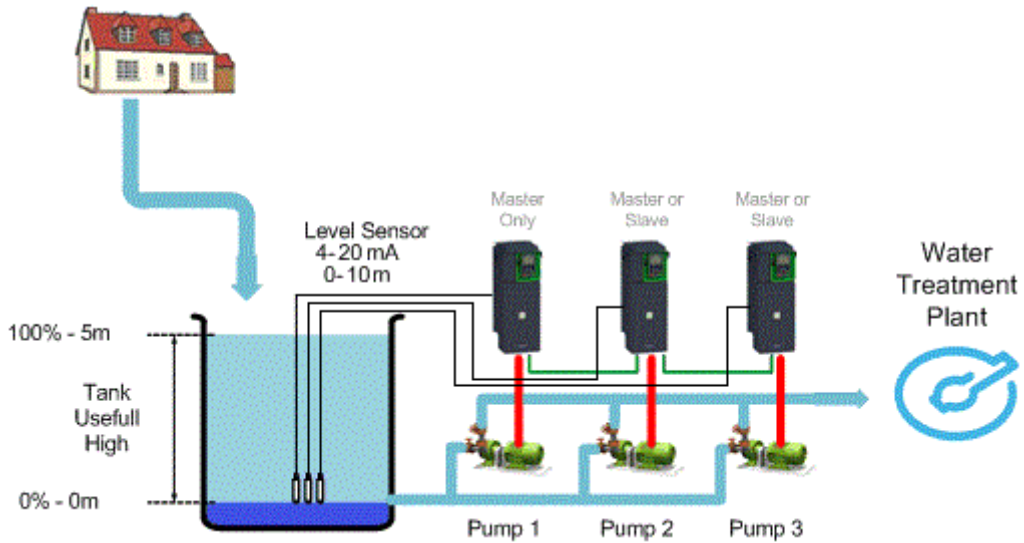 Master
Only
Master or
Slave
Master or
Slave
Level Sensor
4-20 mA
0-10m
Water
Treatment
Plant
100% - 5m
Tank
Usefull
High
0% - 0m
Pump 1
Pump 2
Pump 3